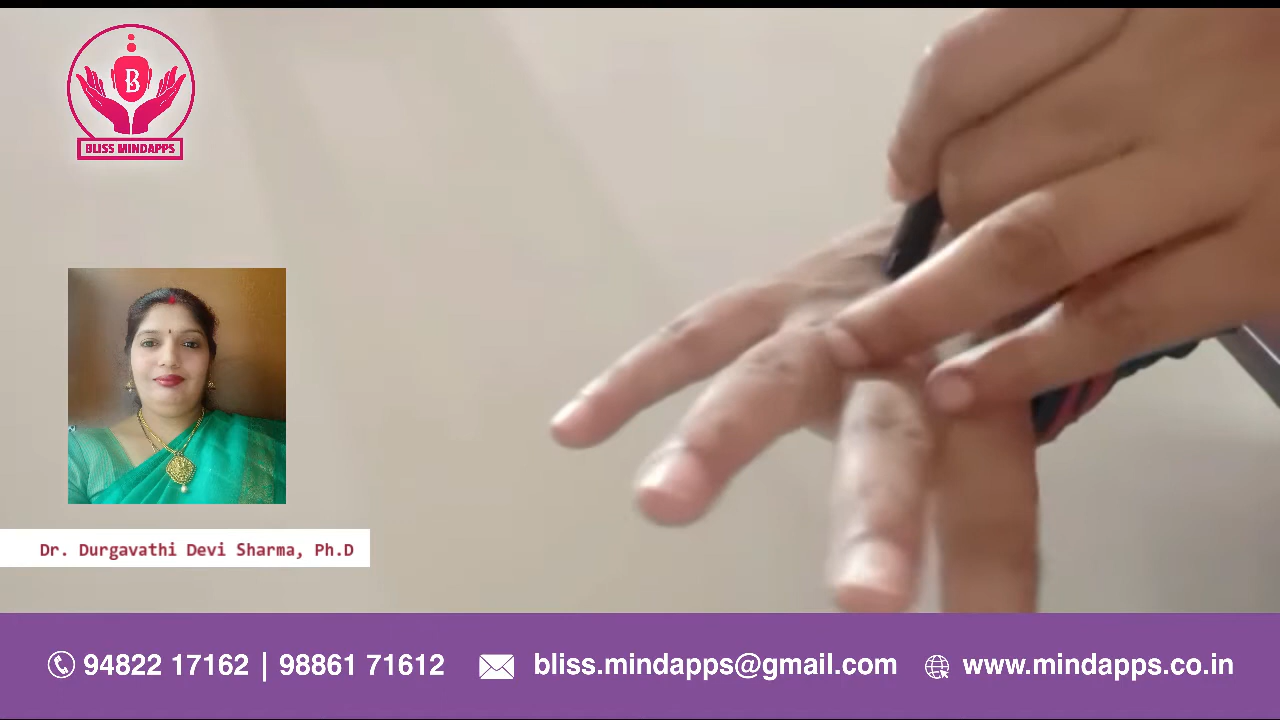 B
BLISS MINDAPPS
Dr. Durgavathi Devi Sharma, Ph.D
94822 17162 | 98861 71612 bliss.mindapps@gmail.com www.mindapps.co.in